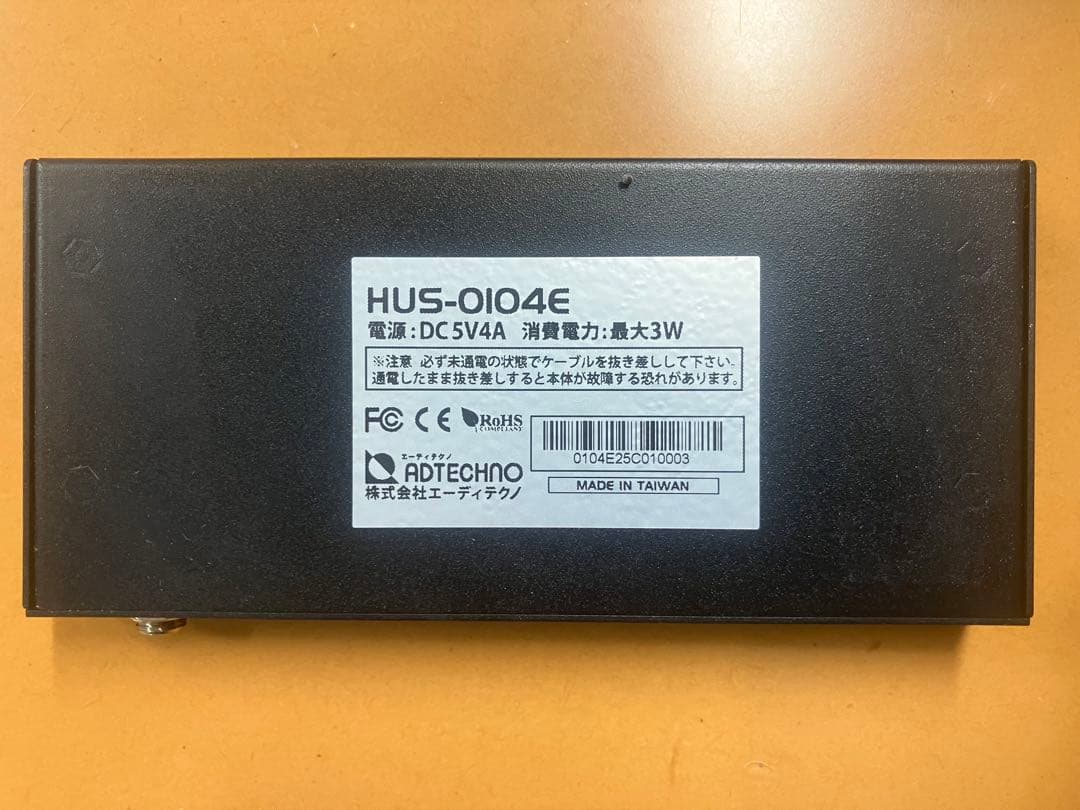 HUS-0104E
電源:DC5V4A 消費電力:最大3W
※注意 必ず未通電の状態でケーブルを抜き差しして下さい。
通電したまま抜き差しすると本体が故障する恐れがあります。
FC CE RoHS
COMPLIANT
0104E25C010003
エーディテクノ
ADTECHNO
株式会社エーディテクノ
MADE IN TAIWAN